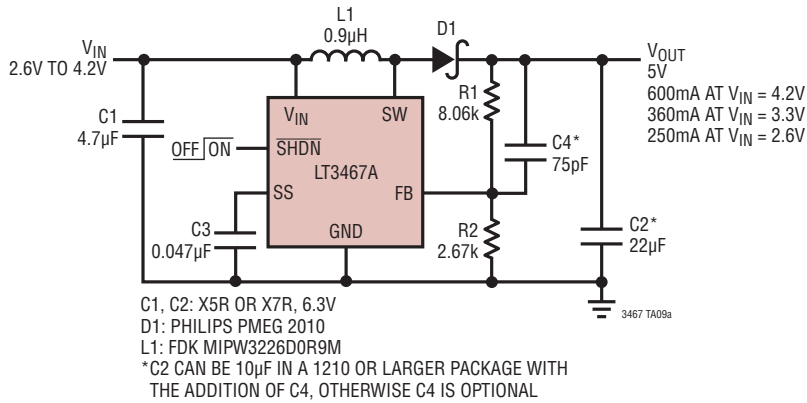 L1
0.9µH
D1
VIN
2.6V TO 4.2V
VOUT
5V
600mA AT VIN = 4.2V
360mA AT VIN = 3.3V
250mA AT VIN = 2.6V
C1
4.7µF
VIN
SW
R1
8.06k
C4*
75pF
OFF ON
SHDN
LT3467A
SS
FB
C3
0.047µF
GND
R2
2.67k
C2*
22µF
3467 TA09a
C1, C2: X5R OR X7R, 6.3V
D1: PHILIPS PMEG 2010
L1: FDK MIPW3226D0R9M
*C2 CAN BE 10µF IN A 1210 OR LARGER PACKAGE WITH
THE ADDITION OF C4, OTHERWISE C4 IS OPTIONAL